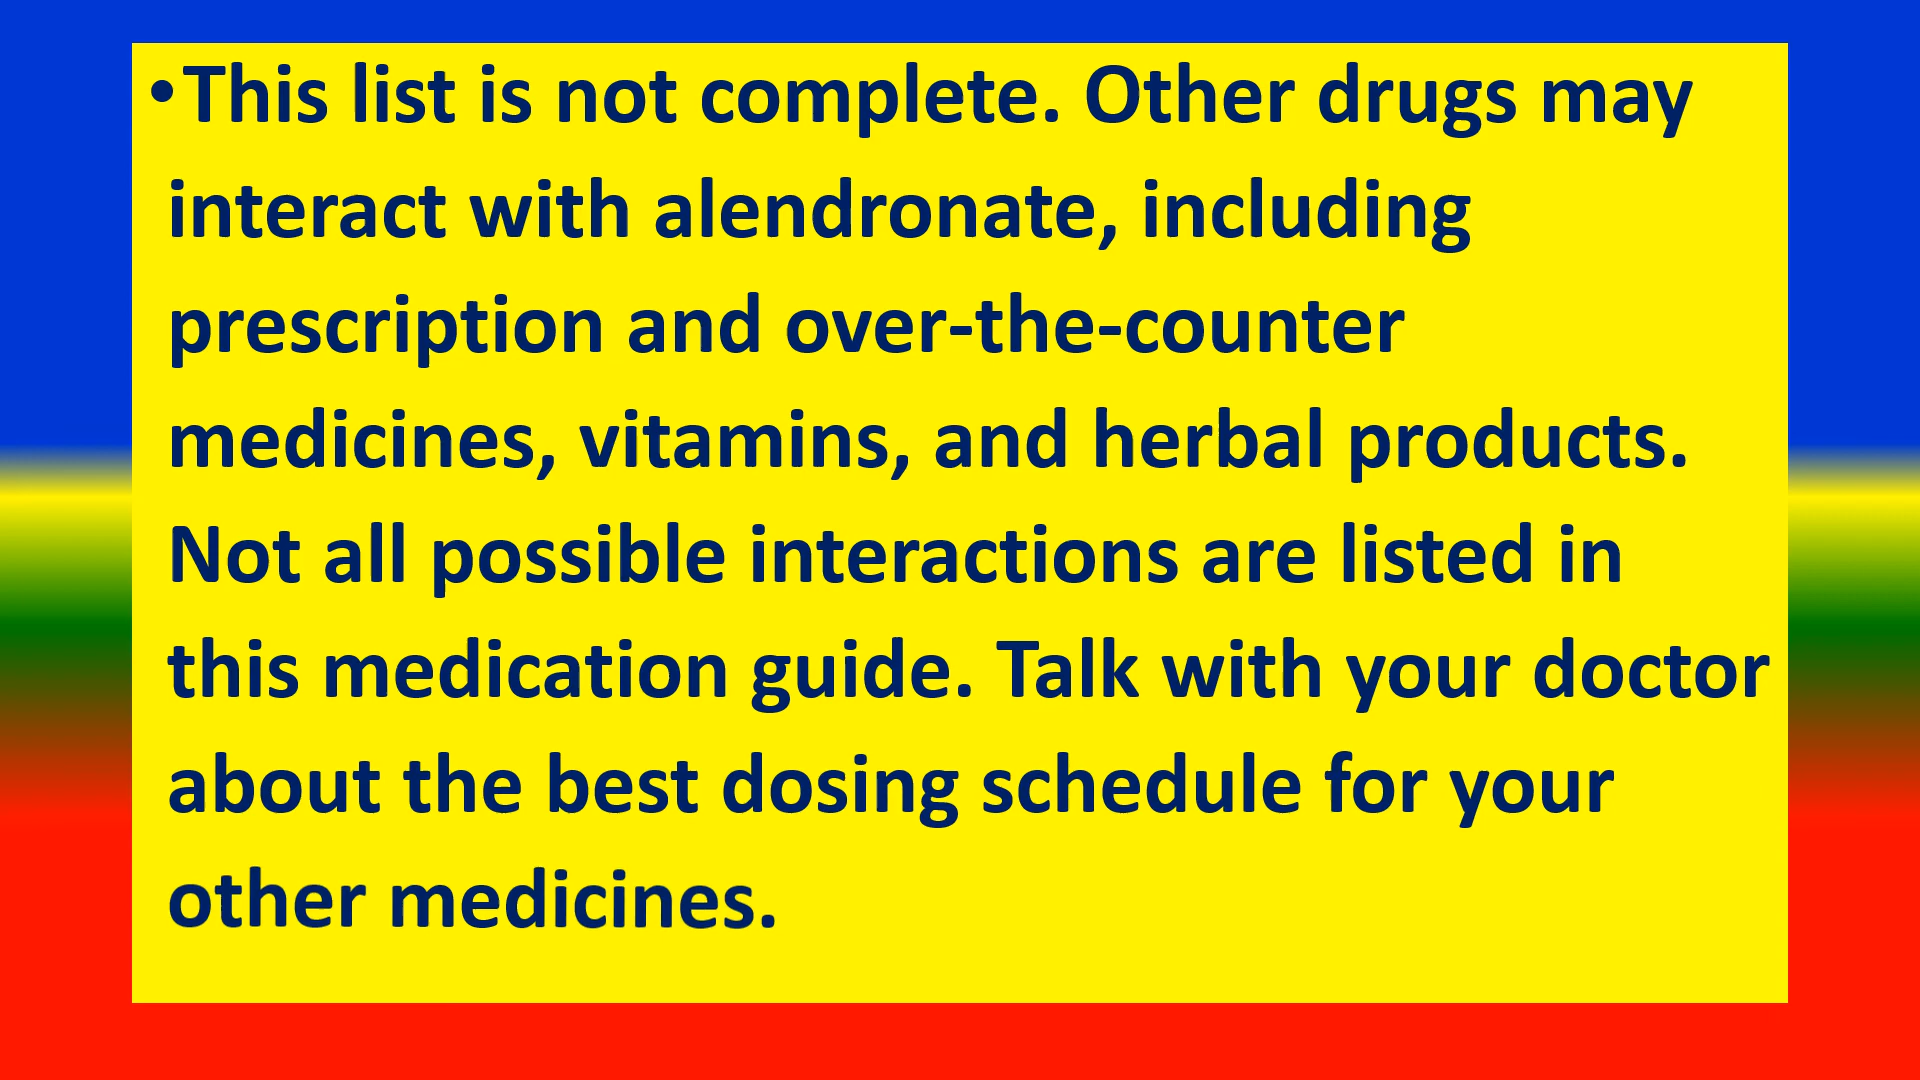 •This list is not complete. Other drugs may
interact with alendronate, including
prescription and over-the-counter
medicines, vitamins, and herbal products.
Not all possible interactions are listed in
this medication guide. Talk with your doctor
about the best dosing schedule for your
other medicines.